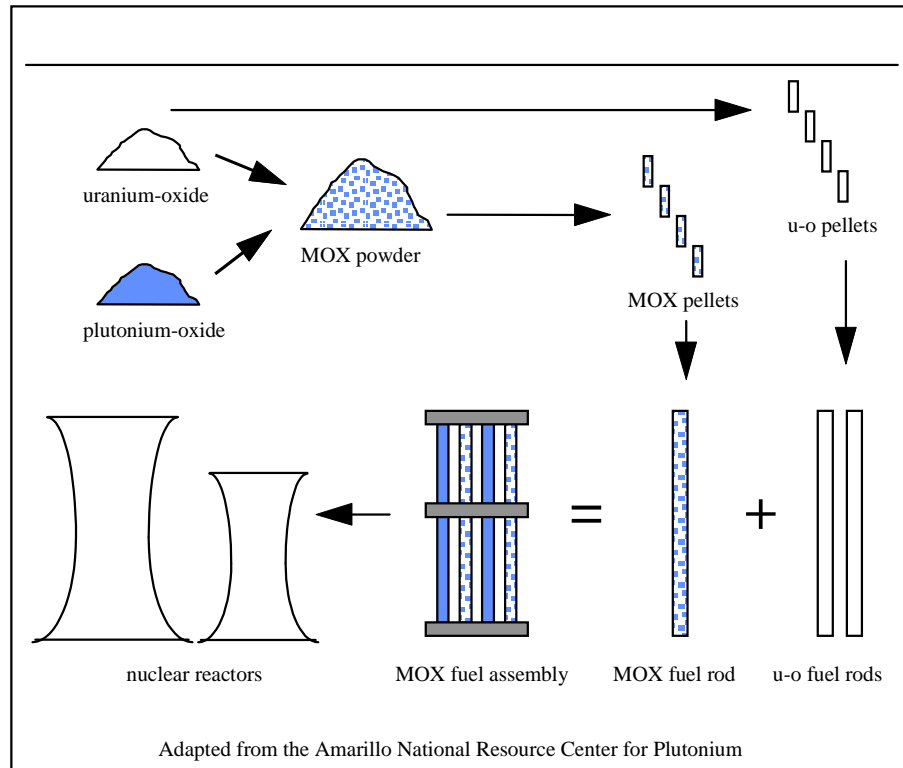 uranium-oxide
MOX powder
u-o pellets
MOX pellets
plutonium-oxide
=
+
nuclear reactors
MOX fuel assembly
MOX fuel rod
u-o fuel rods
Adapted from the Amarillo National Resource Center for Plutonium